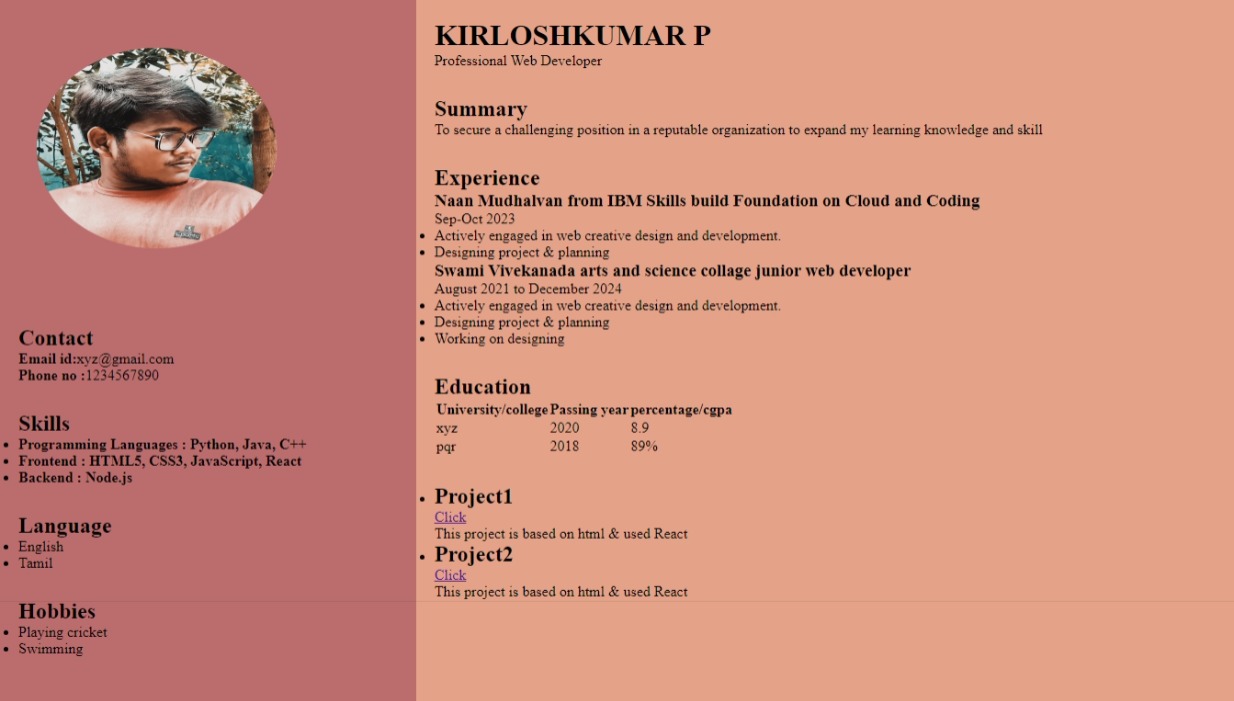 KIRLOSHKUMAR P
Professional Web Developer
Summary
To secure a challenging position in a reputable organization to expand my learning knowledge and skill
Experience
Naan Mudhalvan from IBM Skills build Foundation on Cloud and Coding
Sep-Oct 2023
Actively engaged in web creative design and development.
Designing project & planning
Swami Vivekanada arts and science collage junior web developer
August 2021 to December 2024
Actively engaged in web creative design and development.
Designing project & planning
Working on designing
Education
University/college Passing year percentage/cgpa
xyz 2020 8.9
pqr 2018 89%
Project1
Click
This project is based on html & used React
Project2
Click
This project is based on html & used React
Contact
Email id:xyz@gmail.com
Phone no :1234567890
Skills
Programming Languages : Python, Java, C++
Frontend : HTML5, CSS3, JavaScript, React
Backend : Node.js
Language
English
Tamil
Hobbies
Playing cricket
Swimming